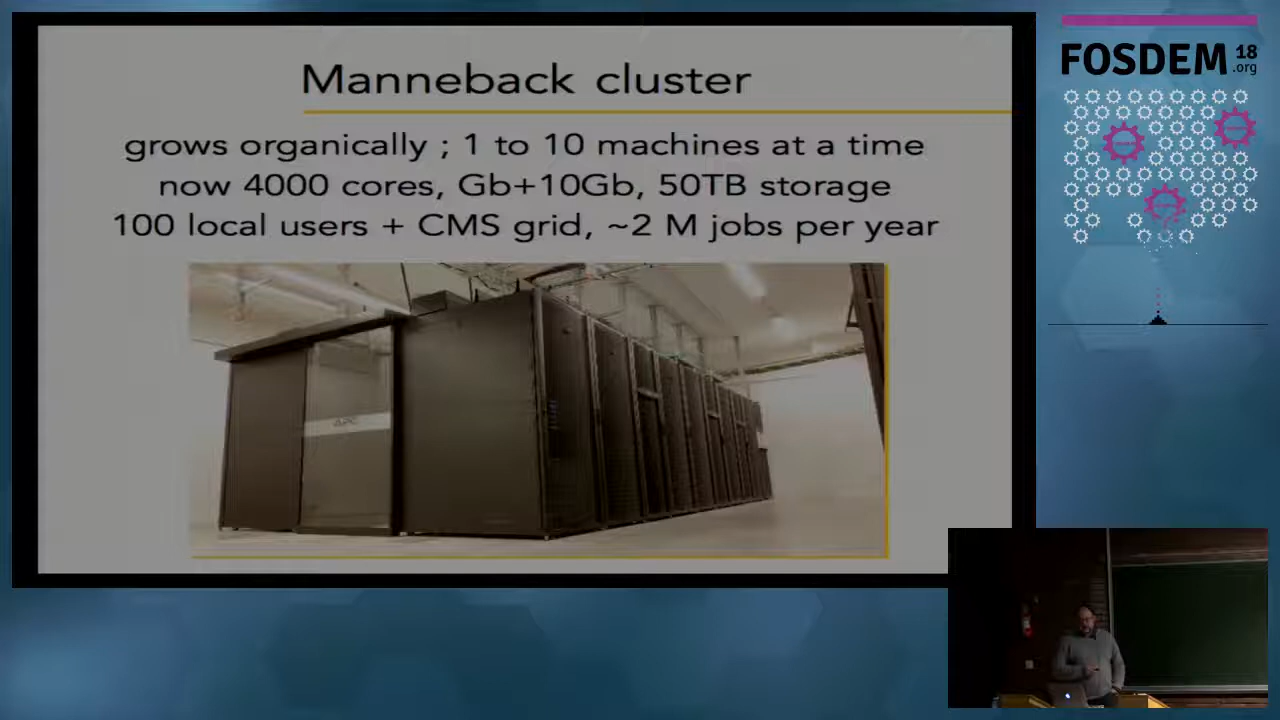 Manneback cluster
grows organically ; 1 to 10 machines at a time
now 4000 cores, Gb+10Gb, 50TB storage
100 local users + CMS grid, ~2 M jobs per year
APC
FOSDEM 18
.org